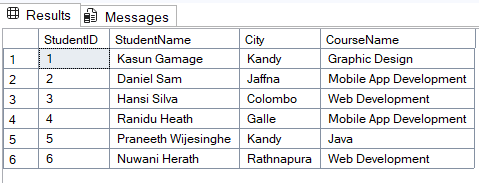 Results Messages
StudentID StudentName City CourseName
1 1 Kasun Gamage Kandy Graphic Design
2 2 Daniel Sam Jaffna Mobile App Development
3 3 Hansi Silva Colombo Web Development
4 4 Ranidu Heath Galle Mobile App Development
5 5 Praneeth Wijesinghe Kandy Java
6 6 Nuwani Herath Rathnapura Web Development